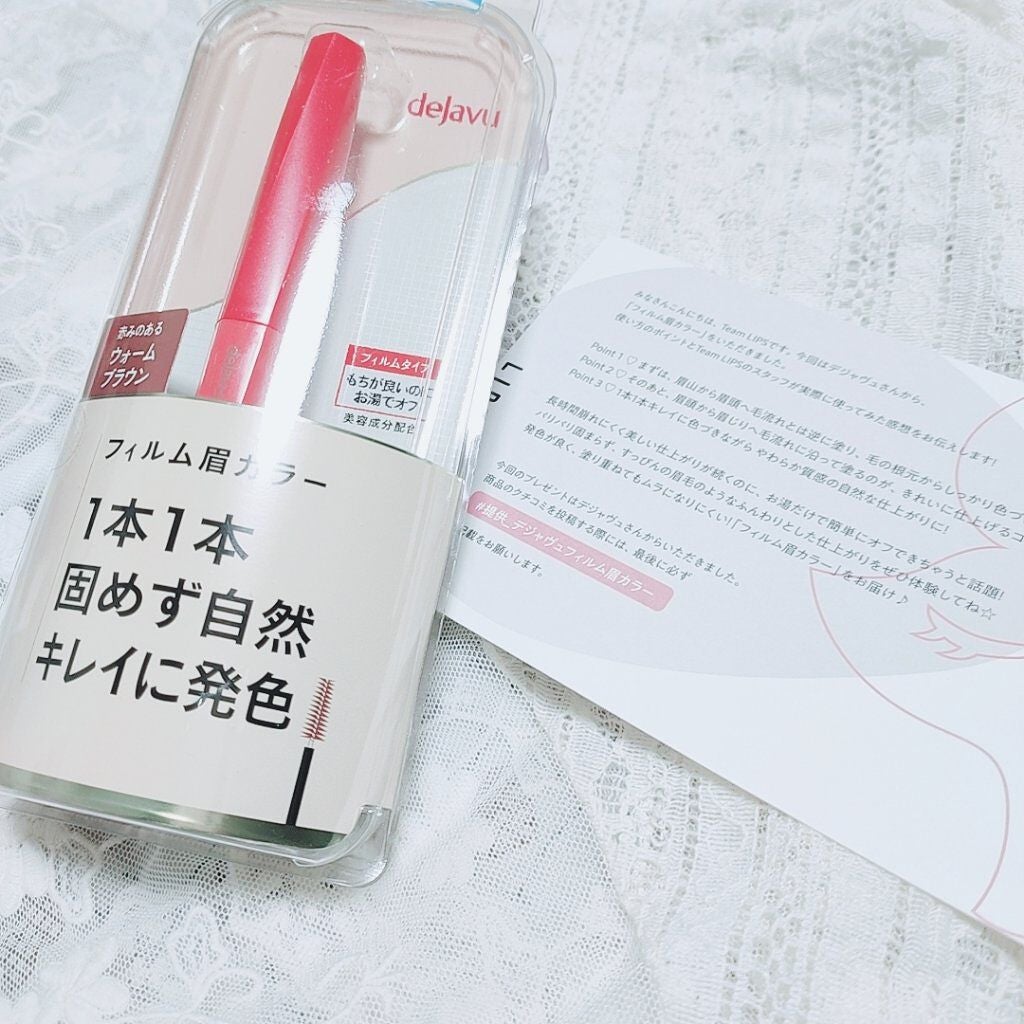 dejavu
赤みのある
ウォーム
ブラウン
フィルムタイプ
もちが良いのに
お湯でオフ
美容成分配合
フィルム眉カラー
1本1本
固めず自然
キレイに発色
みなさんこんにちは、Team LIPSです。今回はデジャヴュさんから、
「フィルム眉カラー」をいただきました。
使い方のポイントとTeam LIPSのスタッフが実際に使ってみた感想をお伝えします!
Point 1♡まずは、眉山から眉頭へ毛流れとは逆に塗り、毛の根元からしっかり色づ
Point 2♡そのあと、眉頭から眉じりへ毛流れに沿って塗るのが、きれいに仕上げるコ
Point 3♡1本1本キレイに色づきながら やわらか質感の自然な仕上がりに!
長時間崩れにくく美しい仕上がりが続くのに、お湯だけで簡単にオフできちゃうと話題!
バリバリ固まらず、すっぴんの眉毛のようなふんわりとした仕上がりをぜひ体験してね☆
発色が良く、塗り重ねてもムラになりにくい!「フィルム眉カラー」をお届け♪
今回のプレゼントはデジャヴュさんからいただきました。
商品のクチコミを投稿する際には、最後に必ず
#提供_デジャヴュフィルム眉カラー
記載をお願いします。